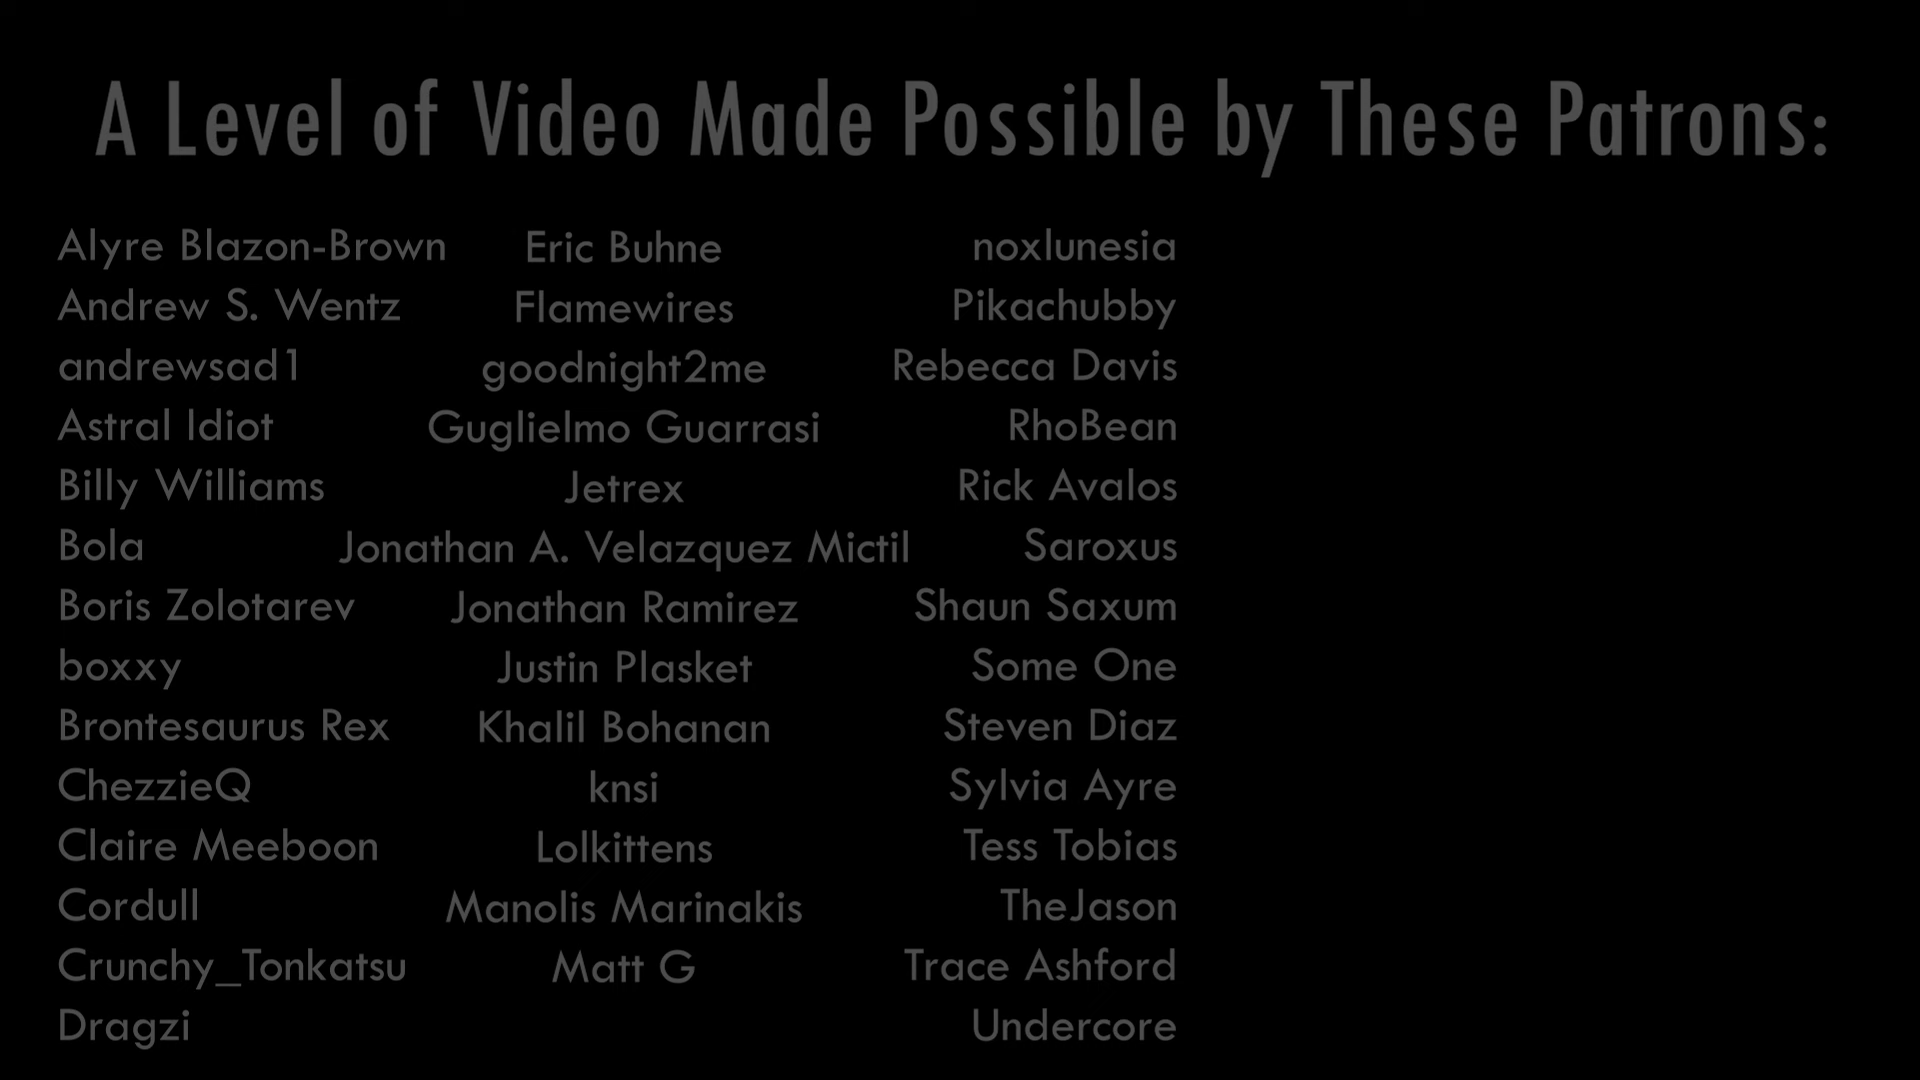 A Level of Video Made Possible by These Patrons:
Alyre Blazon-Brown
Andrew S. Wentz
andrewsad1
Astral Idiot
Billy Williams
Bola
Boris Zolotarev
boxxy
Brontesaurus Rex
ChezzieQ
Claire Meeboon
Cordull
Crunchy_Tonkatsu
Dragzi
Eric Buhne
Flamewires
goodnight2me
Guglielmo Guarrasi
Jetrex
Jonathan A. Velazquez Mictil
Jonathan Ramirez
Justin Plasket
Khalil Bohanan
knsi
Lolkittens
Manolis Marinakis
Matt G
noxlunesia
Pikachubby
Rebecca Davis
RhoBean
Rick Avalos
Saroxus
Shaun Saxum
Some One
Steven Diaz
Sylvia Ayre
Tess Tobias
TheJason
Trace Ashford
Undercore